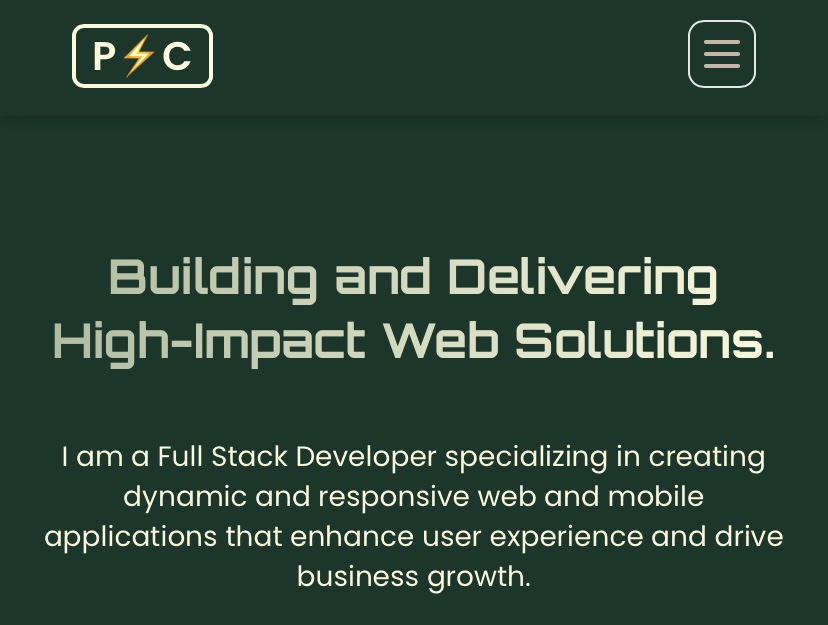 P⚡C
Building and Delivering
High-Impact Web Solutions.
I am a Full Stack Developer specializing in creating
dynamic and responsive web and mobile
applications that enhance user experience and drive
business growth.